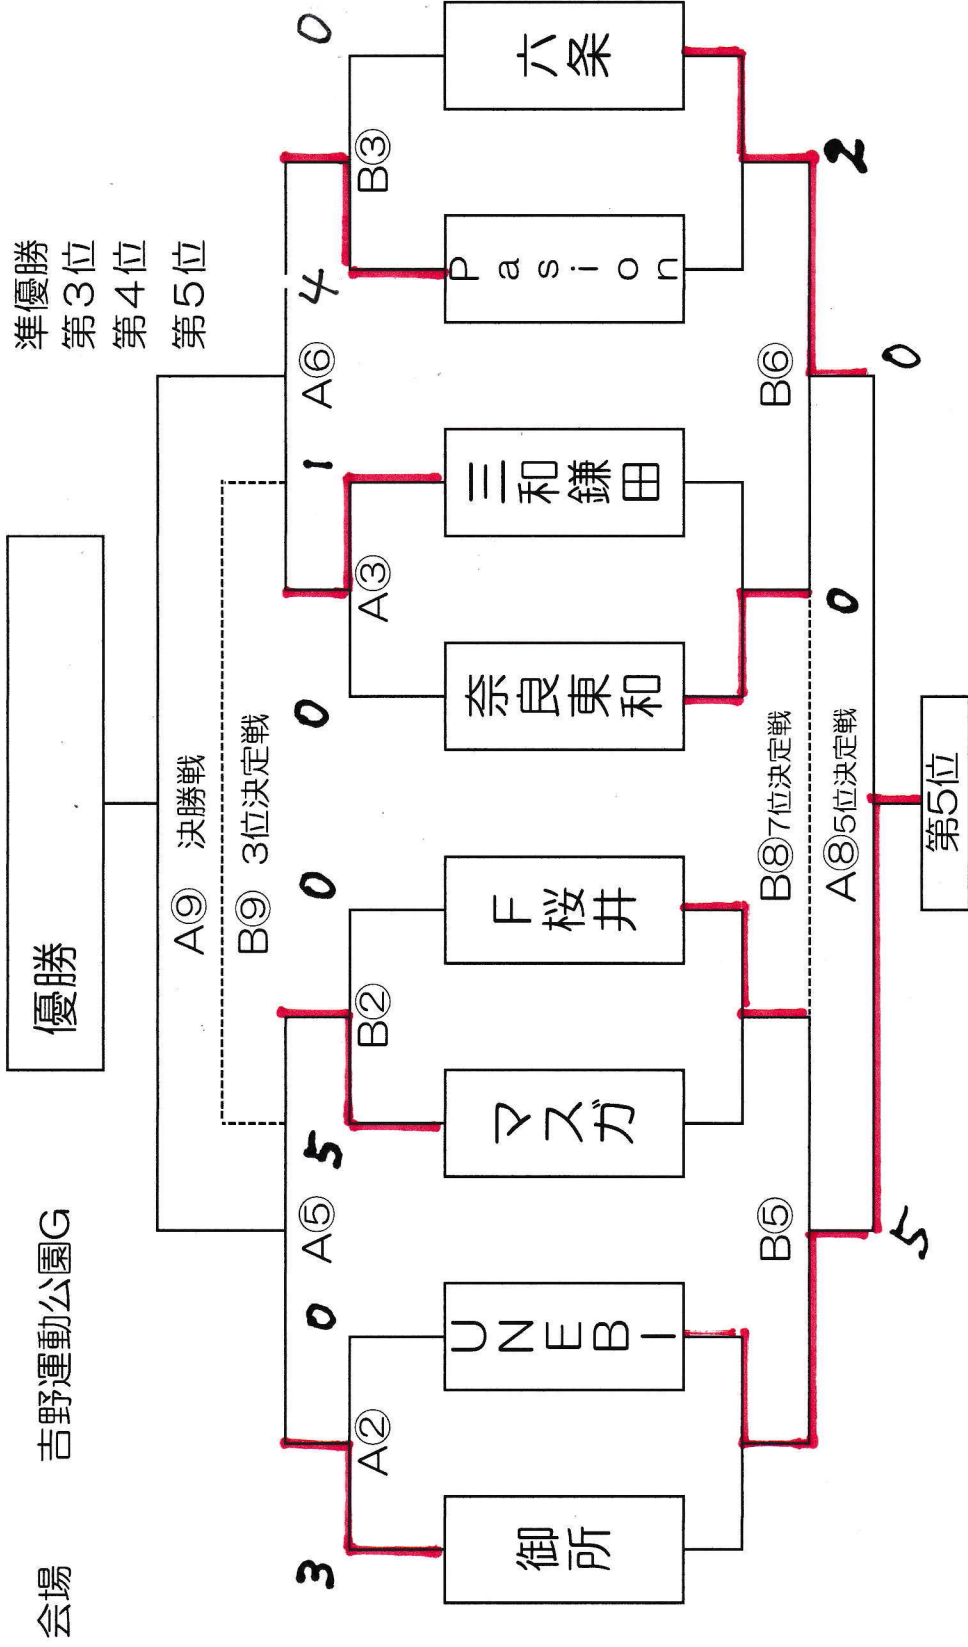 会場　吉野運動公園G
優勝
準優勝
第3位
第4位
第5位
A⑨ 決勝戦
B⑨ 3位決定戦
A⑤ A⑥
3 0 5 0 0 1 4 0
A② B② A③ B③
御所 UNEBI マズガ F桜井 奈良東和 三和鎌田 Pasion 六条
B⑤ B⑧7位決定戦 B⑥
A⑧5位決定戦
0 2
5 0
第5位